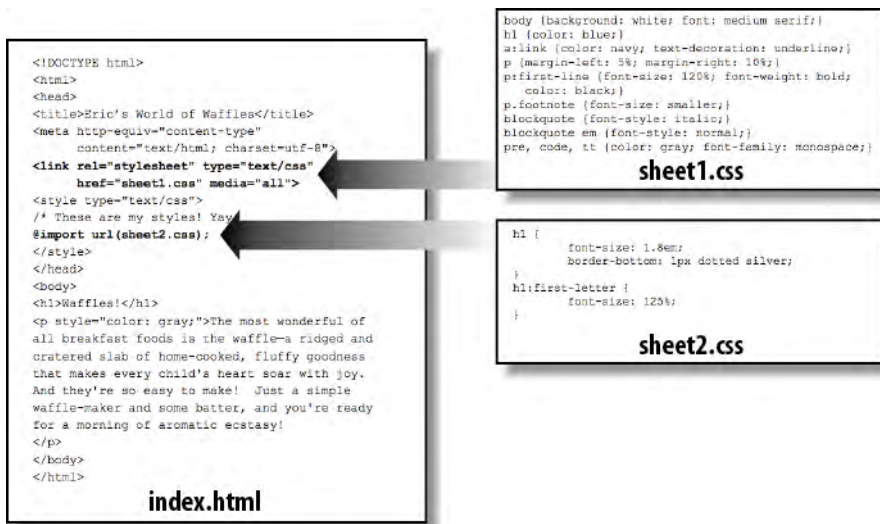 <!DOCTYPE html>
<html>
<head>
<title>Eric's World of Waffles</title>
<meta http-equiv="content-type"
content="text/html; charset=utf-8">
<link rel="stylesheet" type="text/css"
href="sheet1.css" media="all">
<style type="text/css">
/* These are my styles! Yay
@import url(sheet2.css);
</style>
</head>
<body>
<h1>Waffles!</h1>
<p style="color: gray;">The most wonderful of
all breakfast foods is the waffle—a ridged and
cratered slab of home-cooked, fluffy goodness
that makes every child's heart soar with joy.
And they're so easy to make! Just a simple
waffle-maker and some batter, and you're ready
for a morning of aromatic ecstasy!
</p>
</body>
</html>
index.html
body {background: white; font: medium serif;}
h1 {color: blue;}
a:link {color: navy; text-decoration: underline;}
p {margin-left: 5%; margin-right: 10%;}
p:first-line {font-size: 120%; font-weight: bold;
color: black;}
p.footnote {font-size: smaller;}
blockquote {font-style: italic;}
blockquote em {font-style: normal;}
pre, code, tt {color: gray; font-family: monospace;}
sheet1.css
h1 {
font-size: 1.8em;
border-bottom: 1px dotted silver;
}
h1:first-letter {
font-size: 125%;
}
sheet2.css